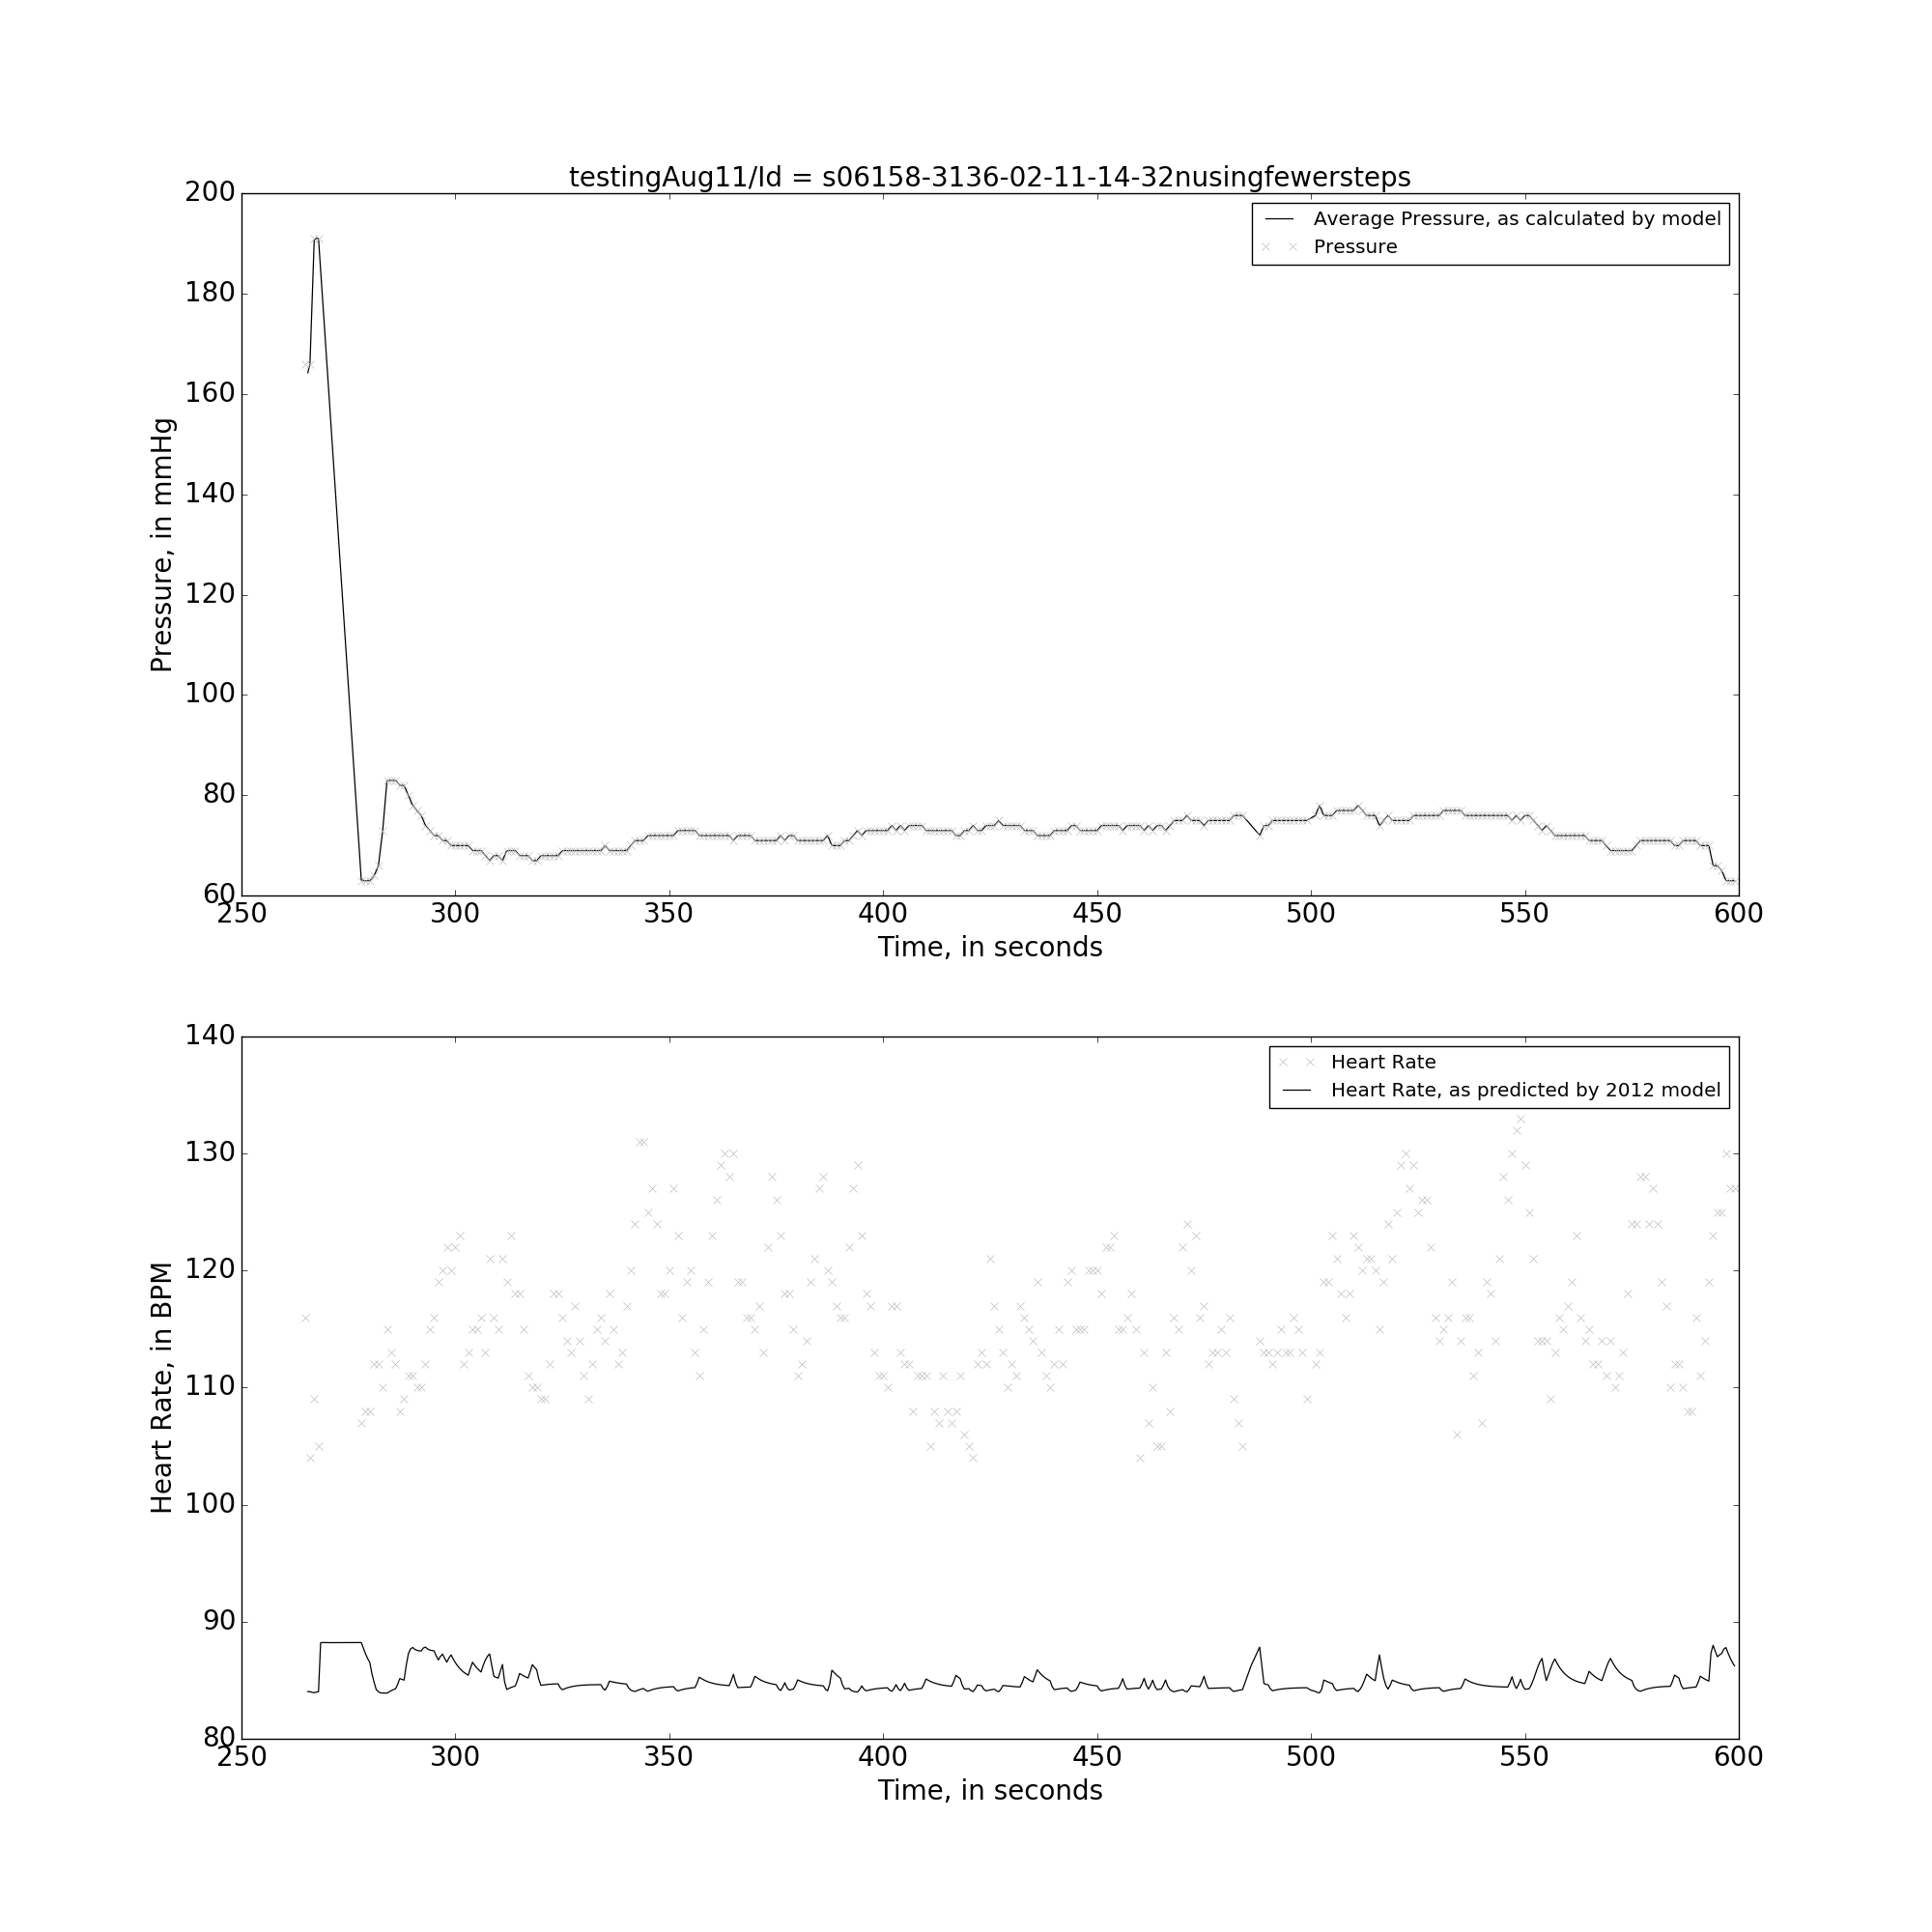 testingAug11/Id = s06158-3136-02-11-14-32nusingfewersteps
200
180
160
140
120
100
80
60
Pressure, in mmHg
Average Pressure, as calculated by model
Pressure
250 300 350 400 450 500 550 600
Time, in seconds
140
130
120
110
100
90
80
Heart Rate, in BPM
Heart Rate
Heart Rate, as predicted by 2012 model
250 300 350 400 450 500 550 600
Time, in seconds